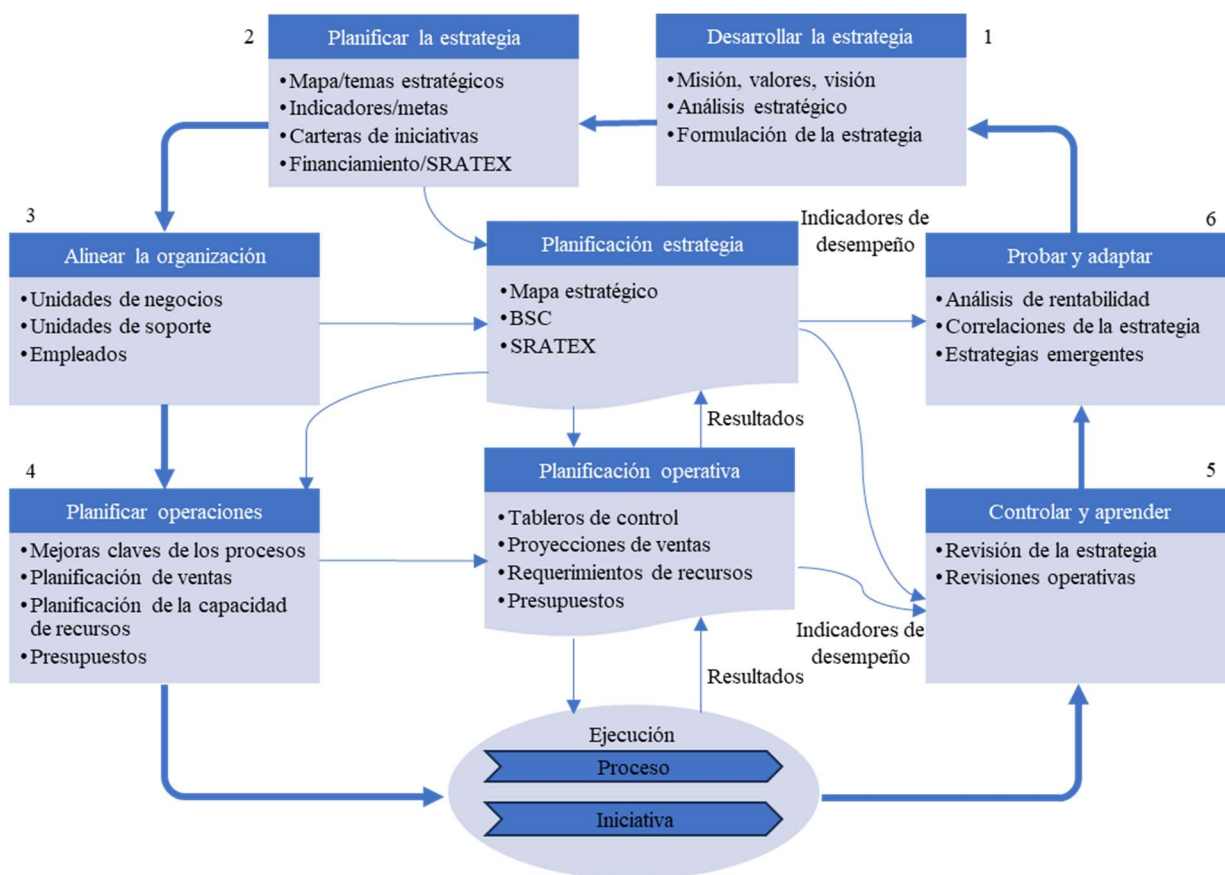 2
Planificar la estrategia
•Mapa/temas estratégicos
•Indicadores/metas
•Carteras de iniciativas
•Financiamiento/SRATEX
Desarrollar la estrategia
1
•Misión, valores, visión
•Análisis estratégico
•Formulación de la estrategia
3
Alinear la organización
•Unidades de negocios
•Unidades de soporte
•Empleados
Planificación estrategia
•Mapa estratégico
•BSC
•SRATEX
Indicadores de
desempeño
6
Probar y adaptar
•Análisis de rentabilidad
•Correlaciones de la estrategia
•Estrategias emergentes
Resultados
4
Planificar operaciones
•Mejoras claves de los procesos
•Planificación de ventas
•Planificación de la capacidad
de recursos
•Presupuestos
Planificación operativa
•Tableros de control
•Proyecciones de ventas
•Requerimientos de recursos
•Presupuestos
5
Controlar y aprender
•Revisión de la estrategia
•Revisiones operativas
Indicadores de
desempeño
Resultados
Ejecución
Proceso
Iniciativa